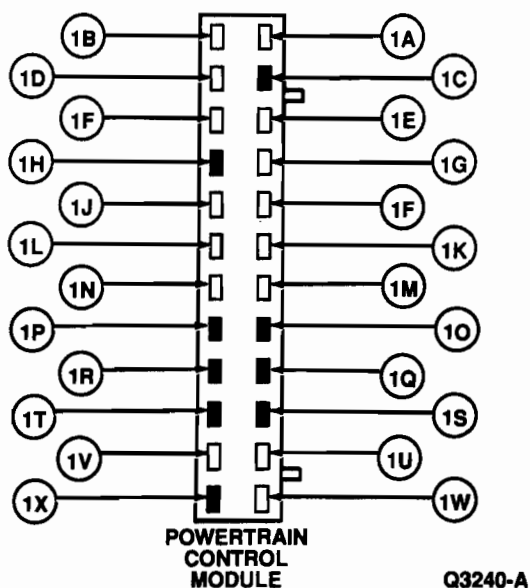 1B 1A
1D 1C
1F 1E
1H 1G
1J 1F
1L 1K
1N 1M
1P 1O
1R 1Q
1T 1S
1V 1U
1X 1W
POWERTRAIN
CONTROL
MODULE
Q3240-A